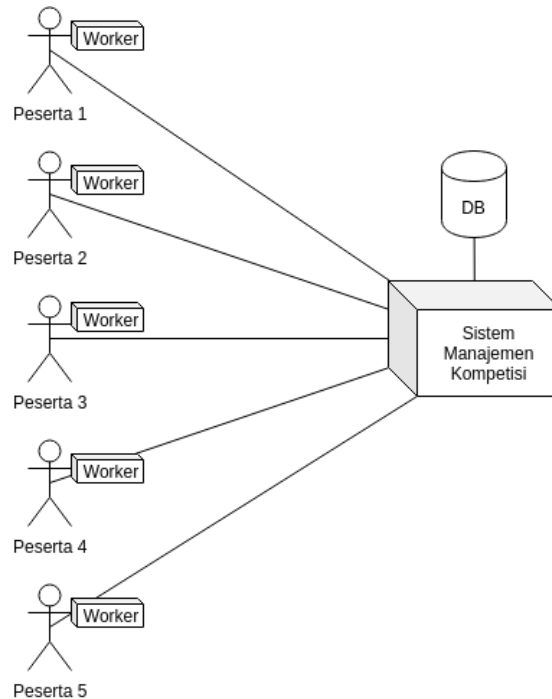 Worker
Peserta 1
Worker
Peserta 2
DB
Worker
Peserta 3
Sistem
Manajemen
Kompetisi
Worker
Peserta 4
Worker
Peserta 5